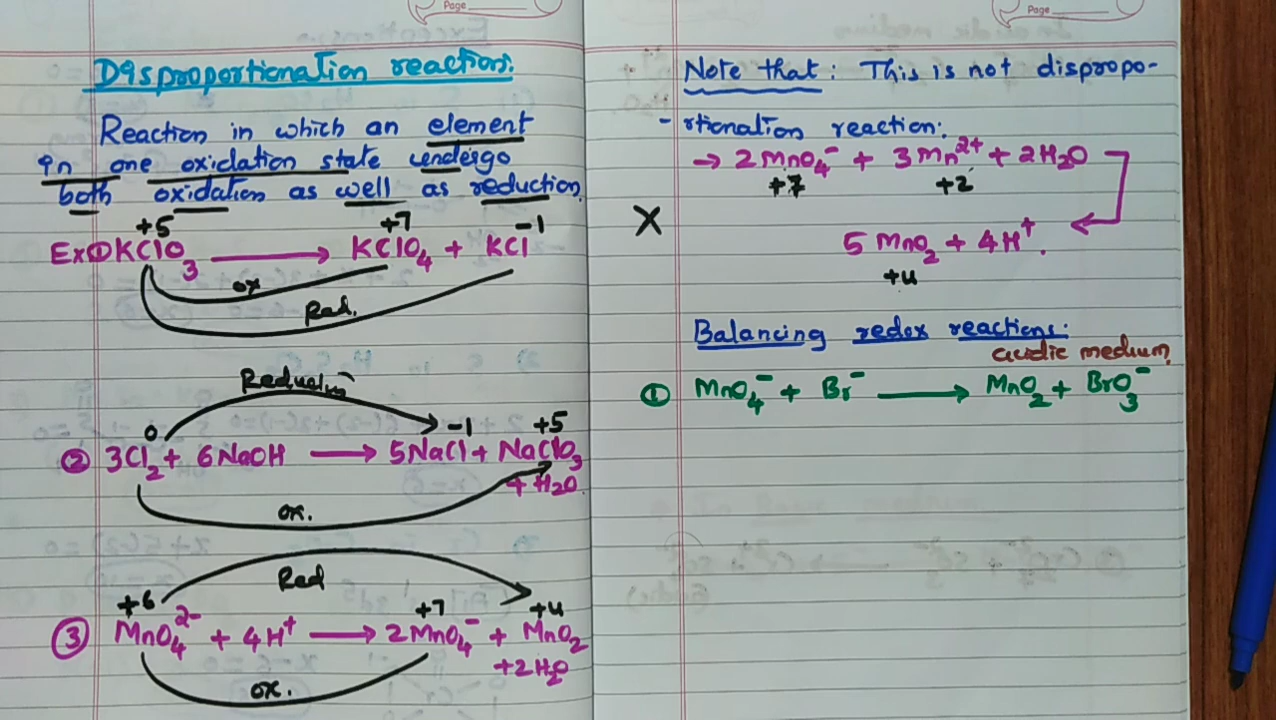 Page
Disproportionation reaction:
Reaction in which an element
in one oxidation state undergo
both oxidation as well as reduction.
+5 +7 -1
Ex① KClO3 ⟶ KClO4 + KCl
ox
Red.
Reduction
0 -1 +5
② 3Cl2 + 6NaOH ⟶ 5NaCl + NaClO3
+ H2O
ox.
Red
+6 +7 +4
③ MnO4^2- + 4H+ ⟶ 2MnO4^- + MnO2
+2H2O
ox.
Page
Note that: This is not dispropo-
-rtionation reaction:
→ 2MnO4^- + 3Mn^2+ + 2H2O
+7 +2
X
5 MnO2 + 4H+.
+4
Balancing redox reactions:
acidic medium
① MnO4^- + Br^- ⟶ MnO2 + BrO3^-